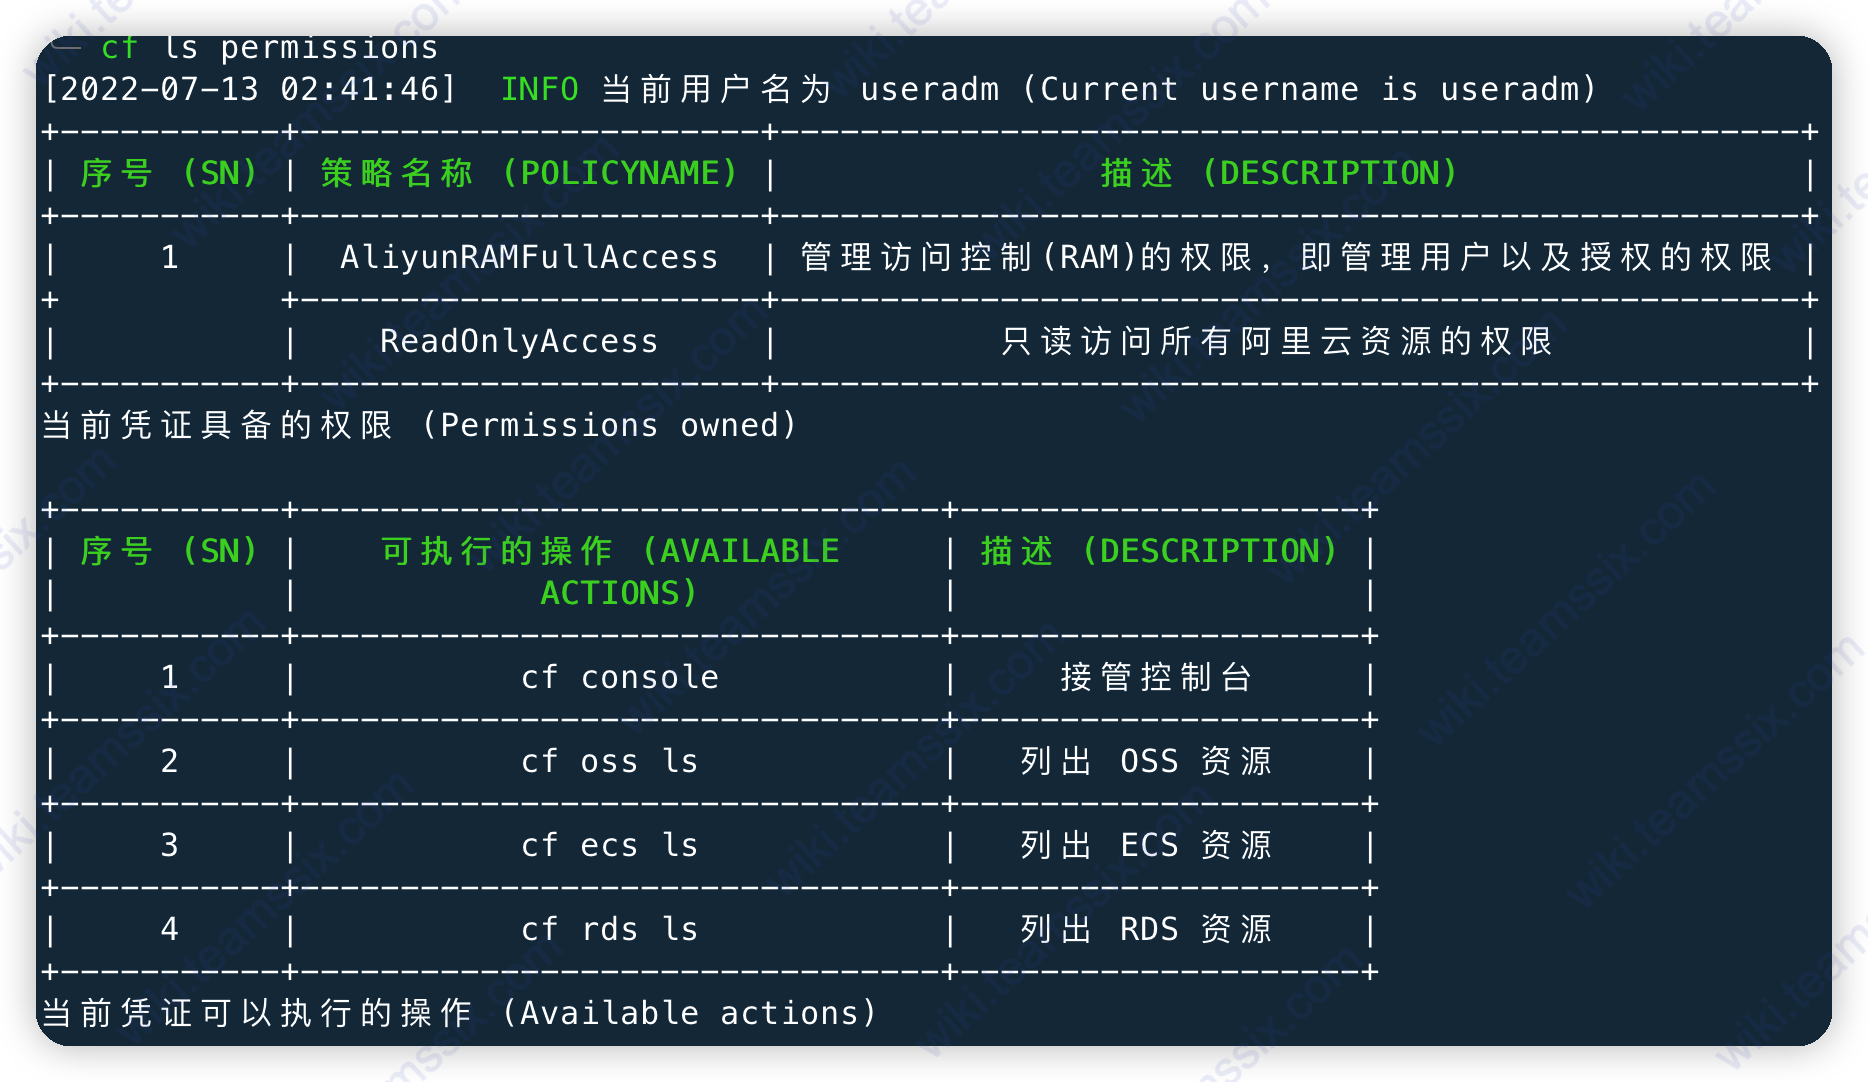 cf ls permissions
[2022-07-13 02:41:46]  INFO 当前用户名为 useradm (Current username is useradm)
+-----------+-----------------------+---------------------------------------------------+
| 序号 (SN) | 策略名称 (POLICYNAME) |                描述 (DESCRIPTION)                 |
+-----------+-----------------------+---------------------------------------------------+
|     1     |  AliyunRAMFullAccess  | 管理访问控制(RAM)的权限，即管理用户以及授权的权限 |
+           +-----------------------+---------------------------------------------------+
|           |    ReadOnlyAccess     |           只读访问所有阿里云资源的权限            |
+-----------+-----------------------+---------------------------------------------------+
当前凭证具备的权限 (Permissions owned)

+-----------+--------------------------------+--------------------+
| 序号 (SN) |    可执行的操作 (AVAILABLE     | 描述 (DESCRIPTION) |
|           |            ACTIONS)            |                    |
+-----------+--------------------------------+--------------------+
|     1     |           cf console           |     接管控制台     |
+-----------+--------------------------------+--------------------+
|     2     |           cf oss ls            |   列出 OSS 资源    |
+-----------+--------------------------------+--------------------+
|     3     |           cf ecs ls            |   列出 ECS 资源    |
+-----------+--------------------------------+--------------------+
|     4     |           cf rds ls            |   列出 RDS 资源    |
+-----------+--------------------------------+--------------------+
当前凭证可以执行的操作 (Available actions)
wiki.teamssix.com